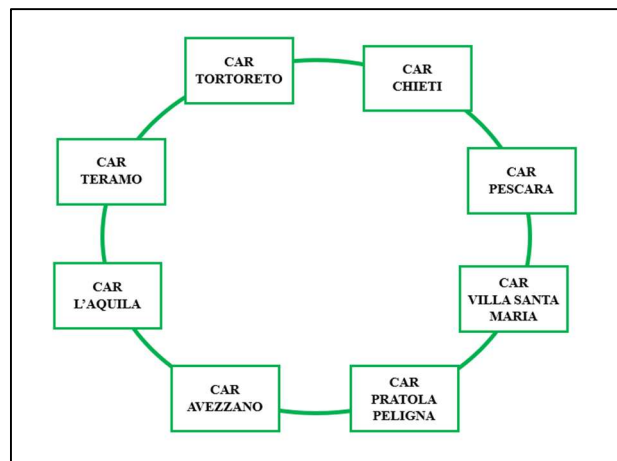 CAR
TORTORETO
CAR
CHIETI
CAR
PESCARA
CAR
VILLA SANTA
MARIA
CAR
PRATOLA
PELIGNA
CAR
AVEZZANO
CAR
L'AQUILA
CAR
TERAMO